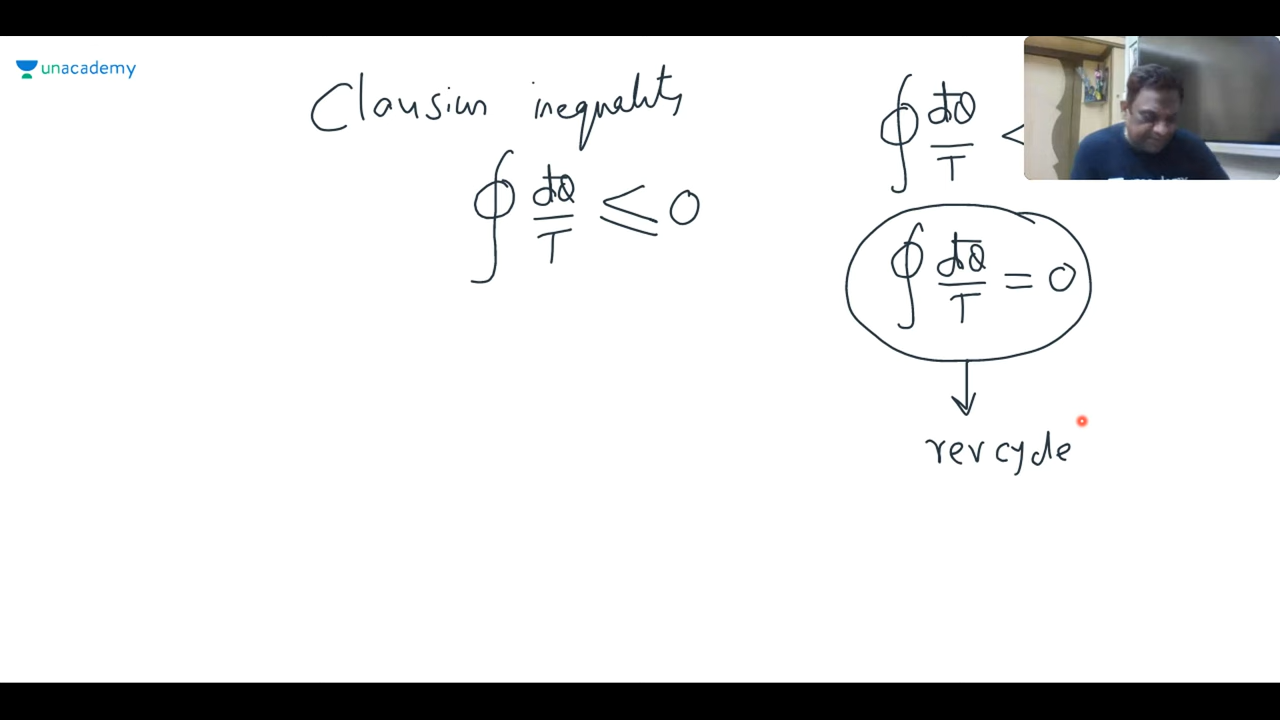 unacademy
Clausius inequality
∮ đQ/T ≤ 0
∮ đQ/T <
∮ đQ/T = 0
rev cycle